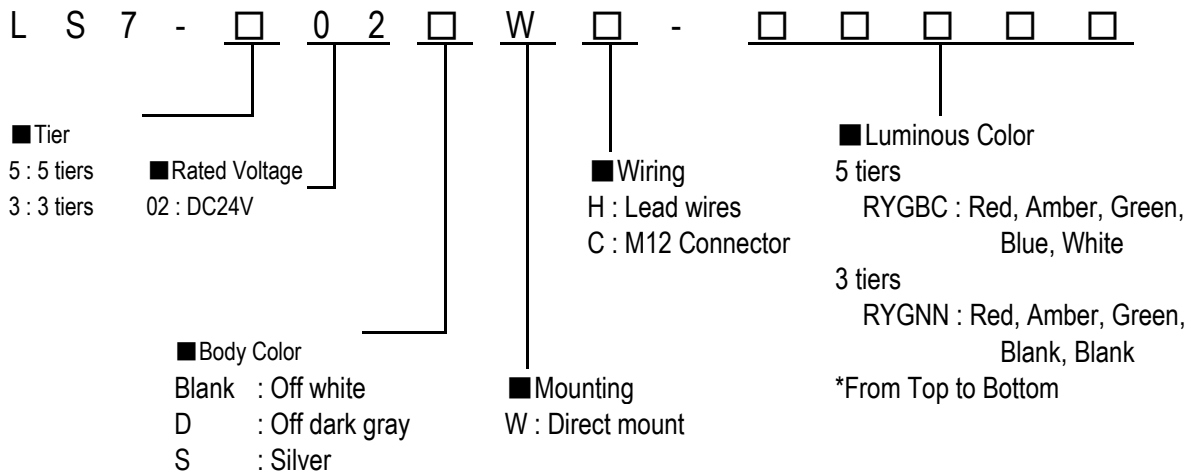 L S 7 - □ 0 2 □ W □ - □ □ □ □ □
■Tier
5 : 5 tiers
3 : 3 tiers
■Rated Voltage
02 : DC24V
■Body Color
Blank : Off white
D : Off dark gray
S : Silver
■Mounting
W : Direct mount
■Wiring
H : Lead wires
C : M12 Connector
■Luminous Color
5 tiers
RYGBC : Red, Amber, Green,
Blue, White
3 tiers
RYGNN : Red, Amber, Green,
Blank, Blank
*From Top to Bottom